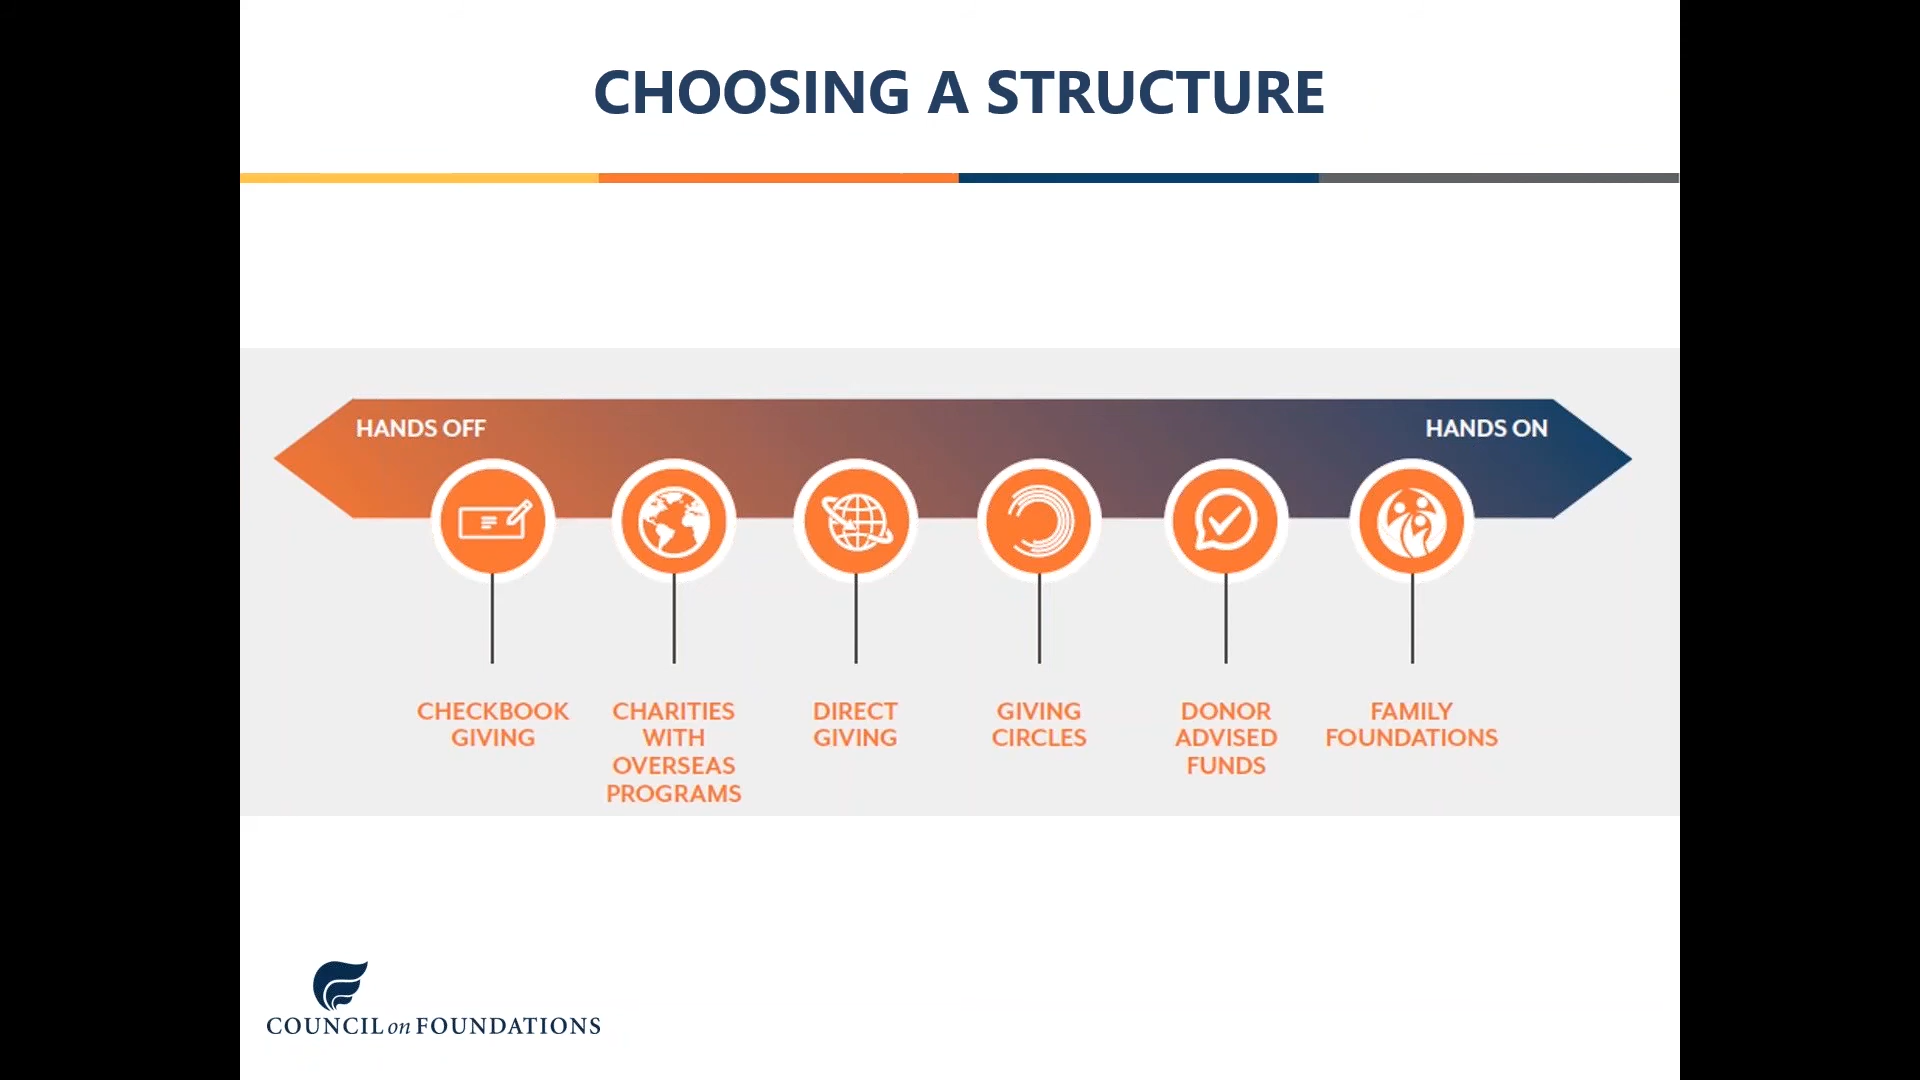 CHOOSING A STRUCTURE
HANDS OFF
HANDS ON
CHECKBOOK
GIVING
CHARITIES
WITH
OVERSEAS
PROGRAMS
DIRECT
GIVING
GIVING
CIRCLES
DONOR
ADVISED
FUNDS
FAMILY
FOUNDATIONS
COUNCIL on FOUNDATIONS